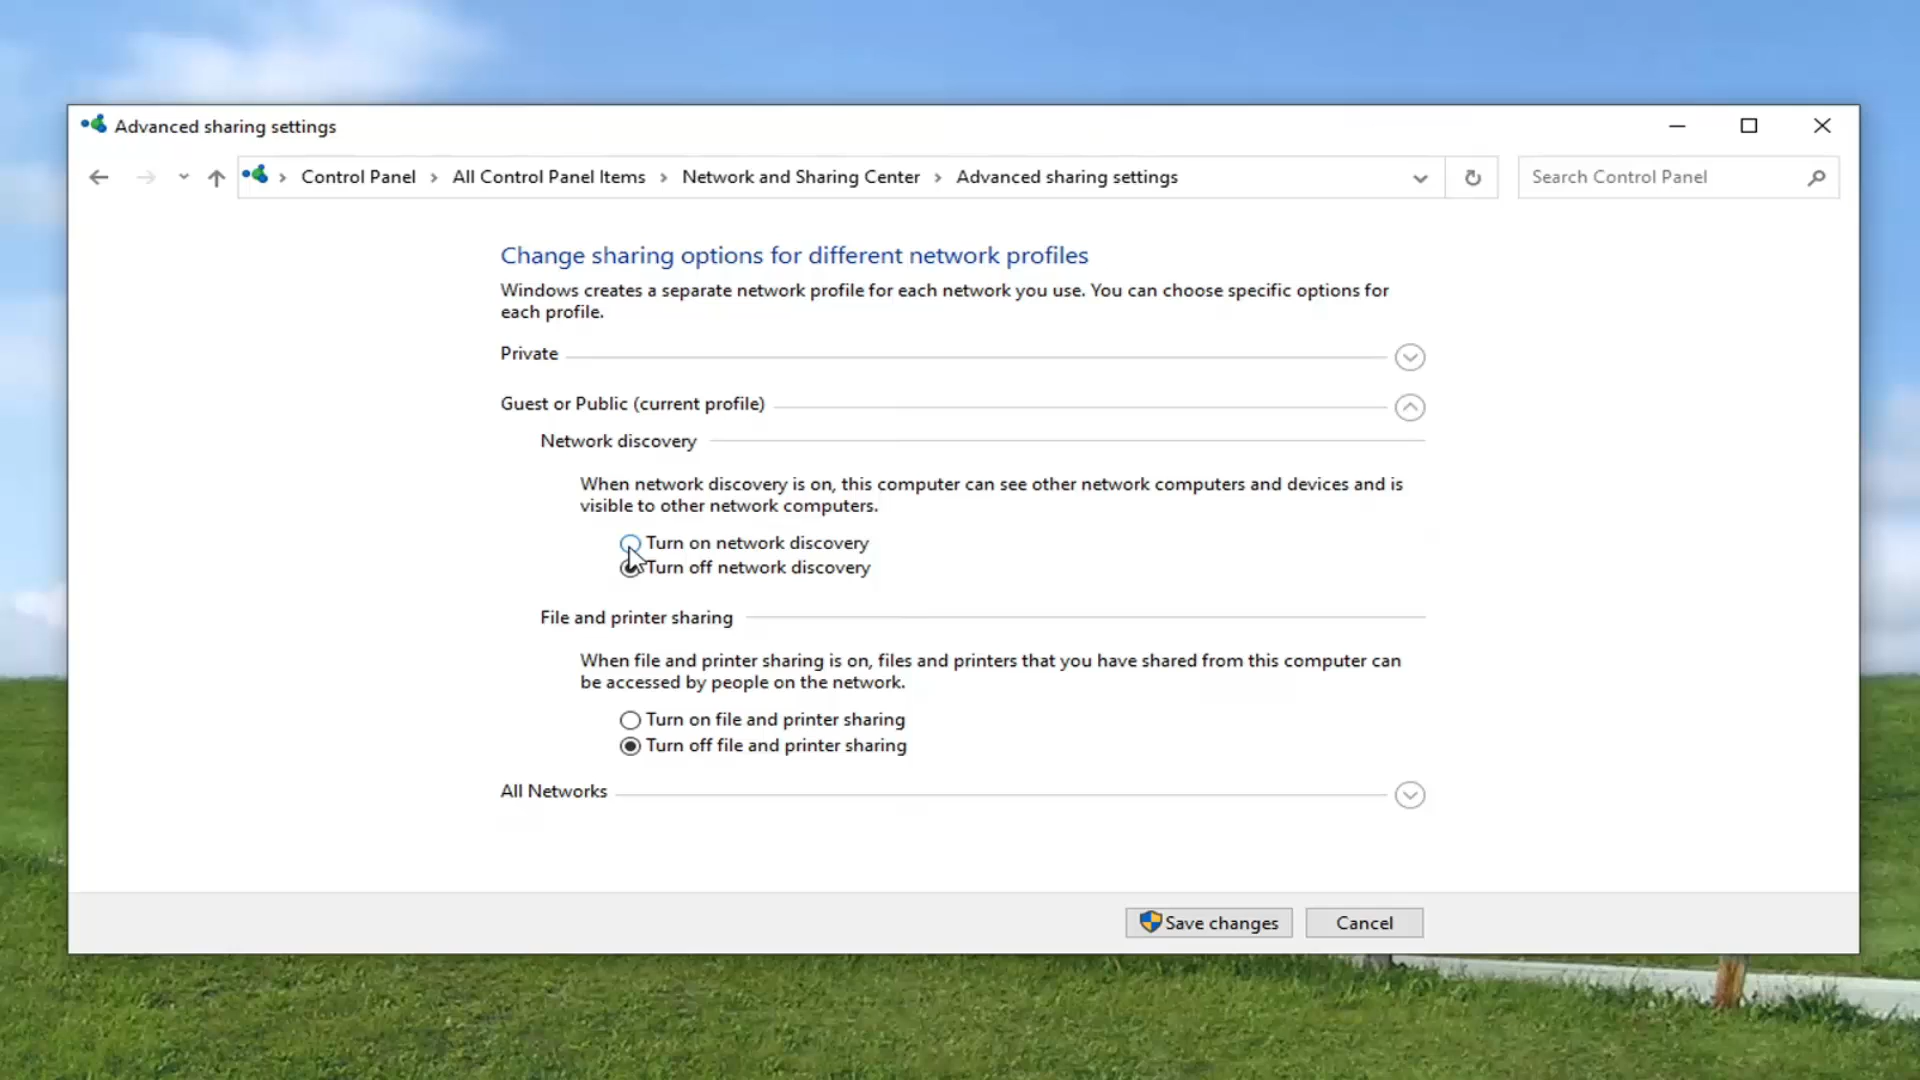 Advanced sharing settings
Control Panel
All Control Panel Items
Network and Sharing Center
Advanced sharing settings
Search Control Panel
Change sharing options for different network profiles
Windows creates a separate network profile for each network you use. You can choose specific options for
each profile.
Private
Guest or Public (current profile)
Network discovery
When network discovery is on, this computer can see other network computers and devices and is
visible to other network computers.
Turn on network discovery
Turn off network discovery
File and printer sharing
When file and printer sharing is on, files and printers that you have shared from this computer can
be accessed by people on the network.
Turn on file and printer sharing
Turn off file and printer sharing
All Networks
Save changes
Cancel